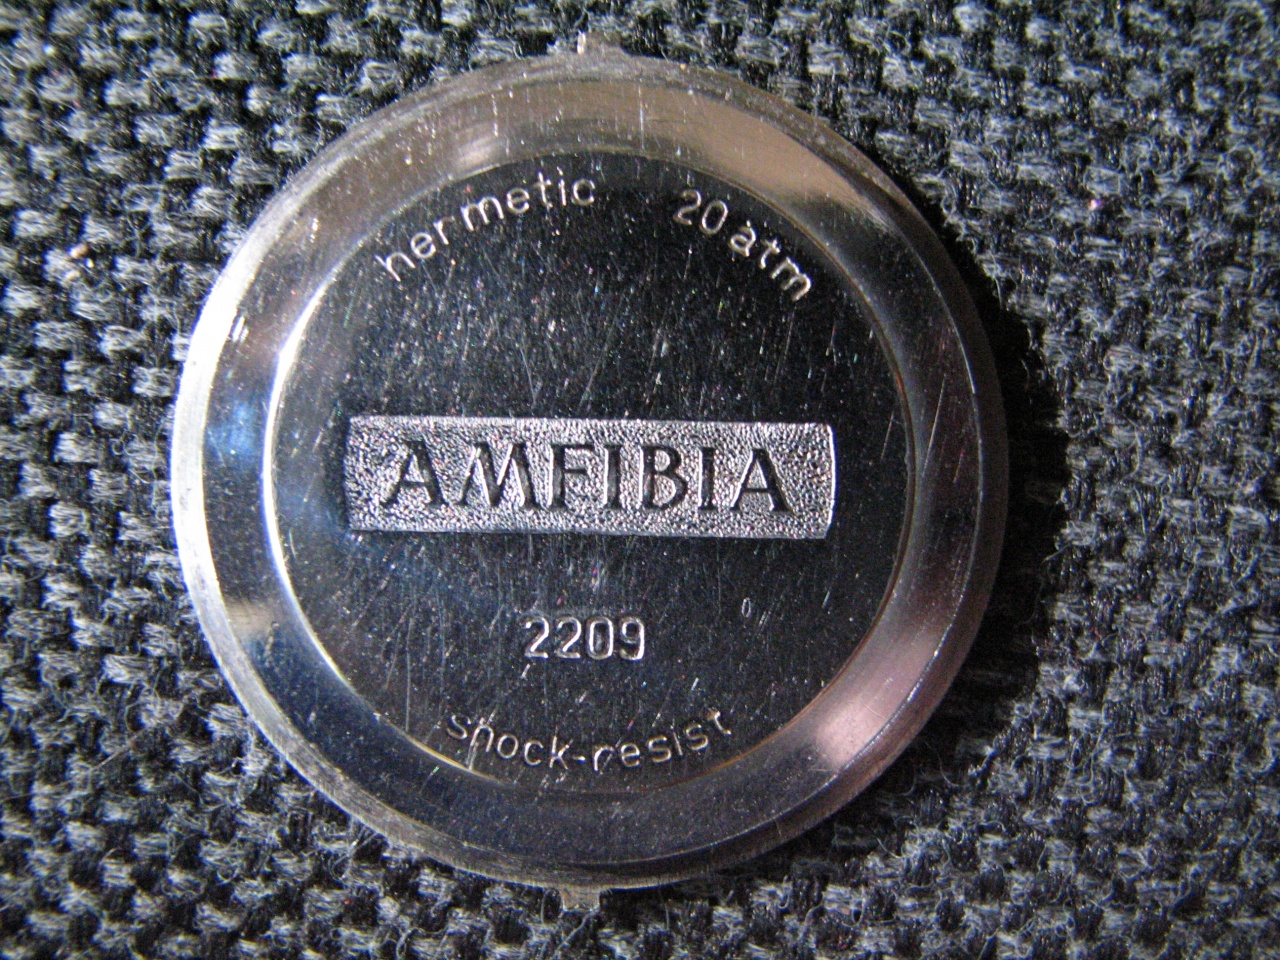 hermetic 20 atm
AMFIBIA
2209
shock-resist